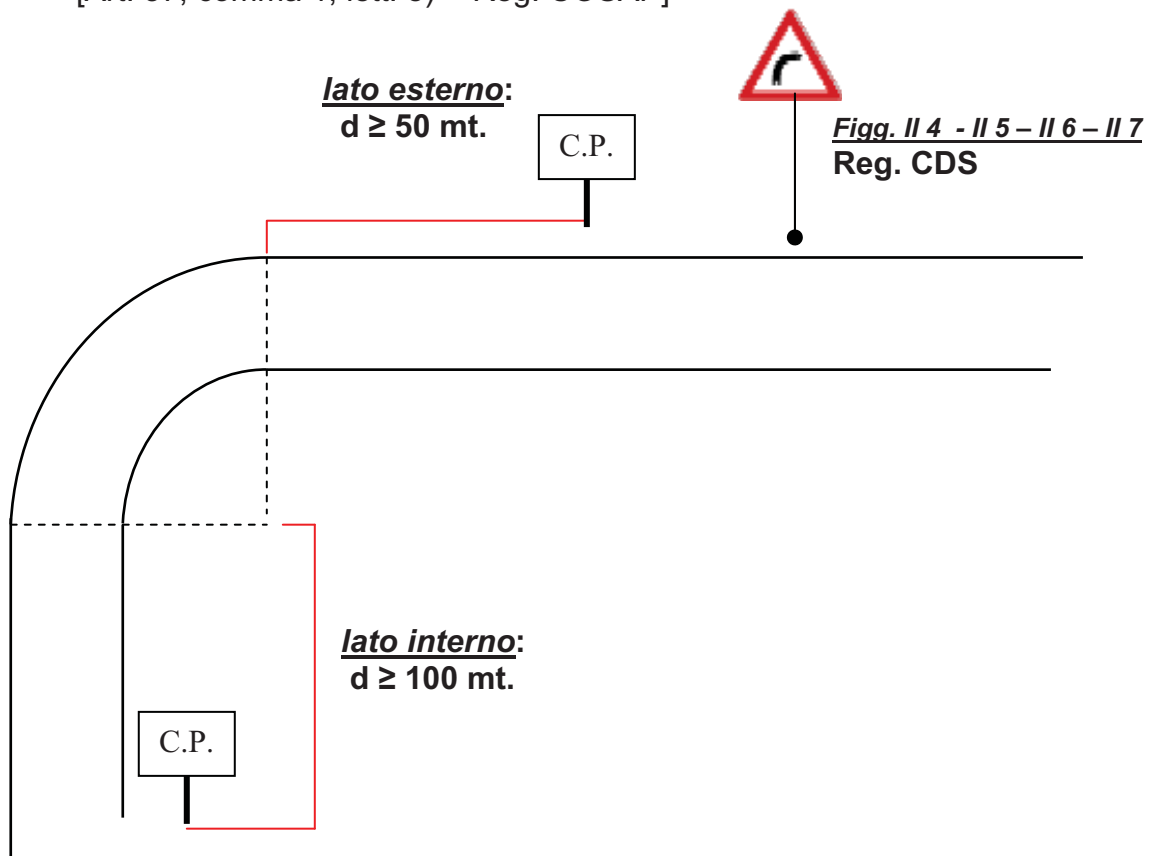 lato esterno:
d ≥ 50 mt.
C.P.
Figg. II 4 - II 5 – II 6 – II 7
Reg. CDS
lato interno:
d ≥ 100 mt.
C.P.